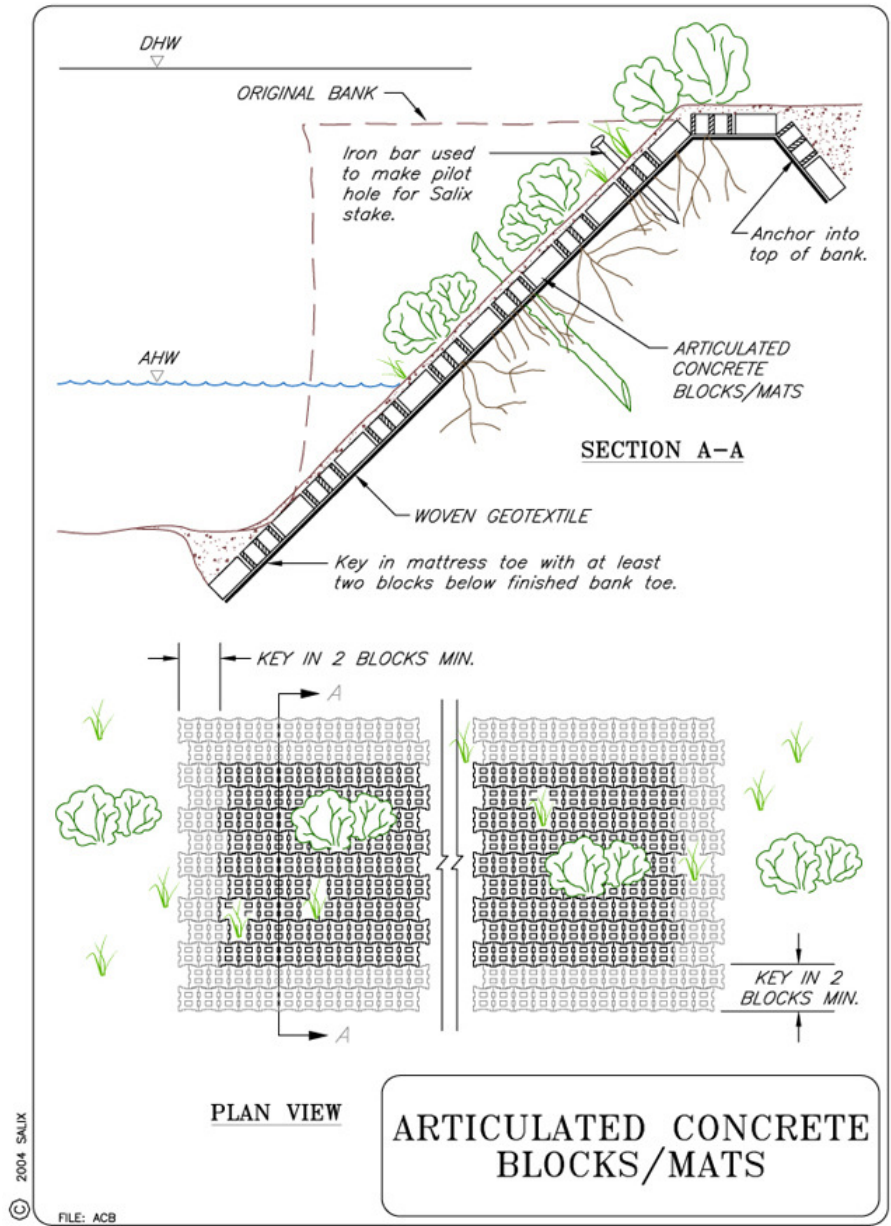 DHW
ORIGINAL BANK
Iron bar used
to make pilot
hole for Salix
stake.
Anchor into
top of bank.
AHW
ARTICULATED
CONCRETE
BLOCKS/MATS
SECTION A-A
WOVEN GEOTEXTILE
Key in mattress toe with at least
two blocks below finished bank toe.
KEY IN 2 BLOCKS MIN.
A
KEY IN 2
BLOCKS MIN.
A
PLAN VIEW
ARTICULATED CONCRETE
BLOCKS/MATS
© 2004 SALIX
FILE: ACB